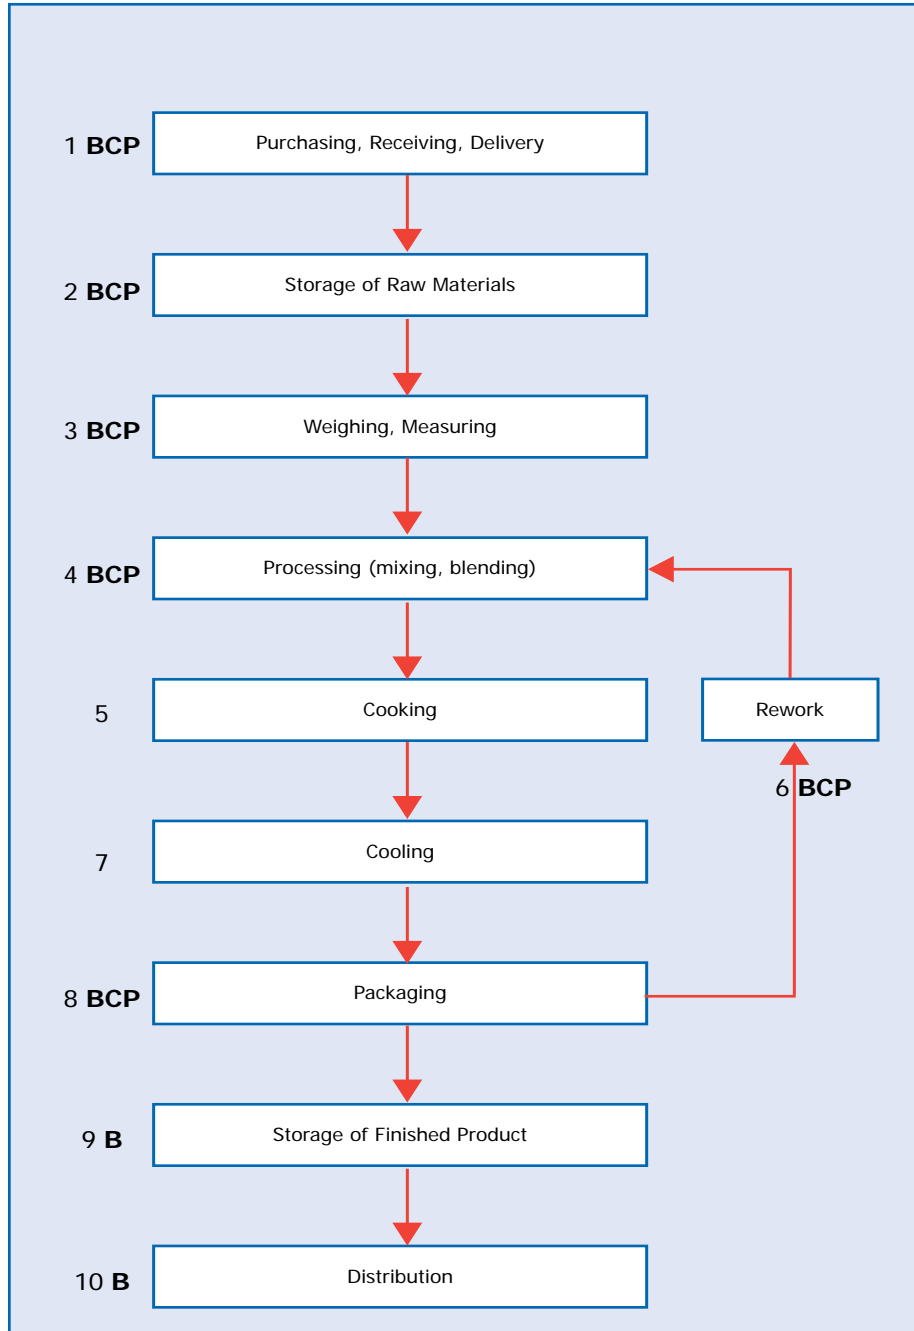 1 BCP
Purchasing, Receiving, Delivery
2 BCP
Storage of Raw Materials
3 BCP
Weighing, Measuring
4 BCP
Processing (mixing, blending)
5
Cooking
Rework
6 BCP
7
Cooling
8 BCP
Packaging
9 B
Storage of Finished Product
10 B
Distribution